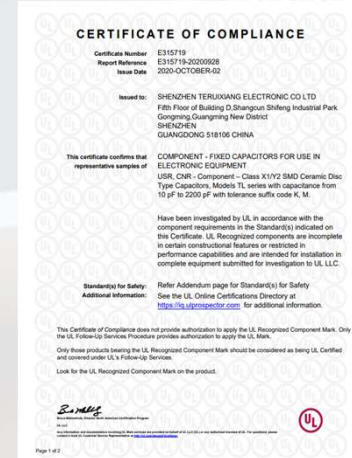 CERTIFICATE OF COMPLIANCE
Certificate Number E315719
Report Reference E315719-20200928
Issue Date 2020-OCTOBER-02
Issued to: SHENZHEN TERUIXIANG ELECTRONIC CO LTD
Fifth Floor of Building D,Shangcun Shifeng Industrial Park
Gongming,Guangming New District
SHENZHEN
GUANGDONG 518106 CHINA
This certificate confirms that COMPONENT - FIXED CAPACITORS FOR USE IN
representative samples of ELECTRONIC EQUIPMENT
USR, CNR - Component – Class X1/Y2 SMD Ceramic Disc
Type Capacitors, Models TL series with capacitance from
10 pF to 2200 pF with tolerance suffix code K, M.
Have been investigated by UL in accordance with the
component requirements in the Standard(s) indicated on
this Certificate. UL Recognized components are incomplete
in certain constructional features or restricted in
performance capabilities and are intended for installation in
complete equipment submitted for investigation to UL LLC.
Standard(s) for Safety: Refer Addendum page for Standard(s) for Safety
Additional Information: See the UL Online Certifications Directory at
https://iq.ulprospector.com for additional information.
This Certificate of Compliance does not provide authorization to apply the UL Recognized Component Mark. Only
the UL Follow-Up Services Procedure provides authorization to apply the UL Mark.
Only those products bearing the UL Recognized Component Mark should be considered as being UL Certified
and covered under UL's Follow-Up Services.
Look for the UL Recognized Component Mark on the product.
UL
Page 1 of 2